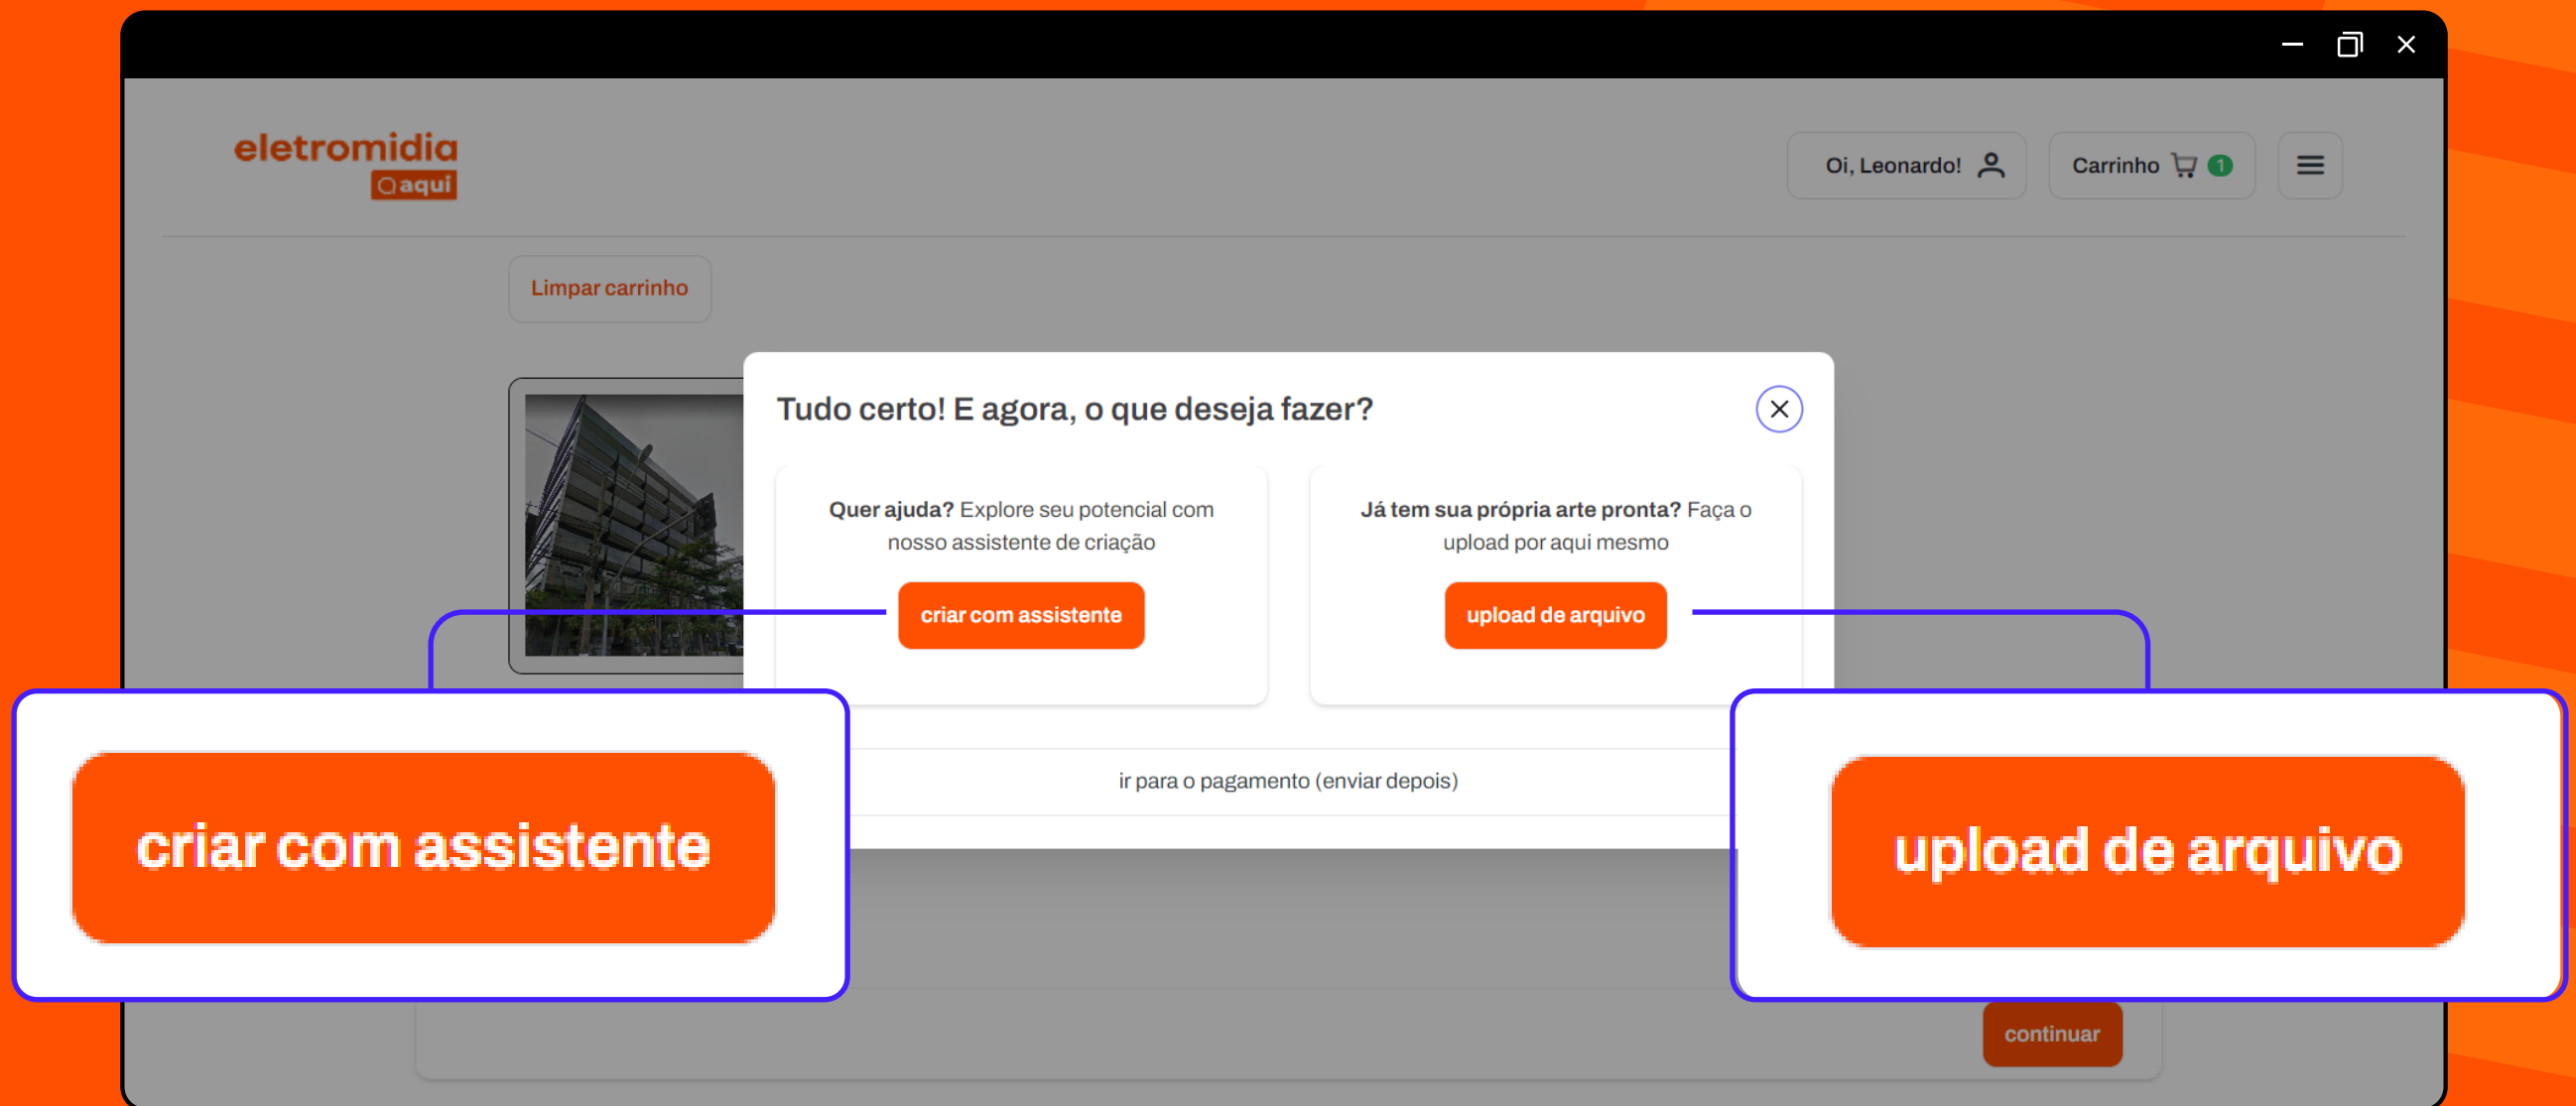 eletromidia
aqui
Oi, Leonardo!
Carrinho 1
Limpar carrinho
Tudo certo! E agora, o que deseja fazer?
Quer ajuda? Explore seu potencial com
nosso assistente de criação
criar com assistente
Já tem sua própria arte pronta? Faça o
upload por aqui mesmo
upload de arquivo
ir para o pagamento (enviar depois)
criar com assistente
upload de arquivo
continuar